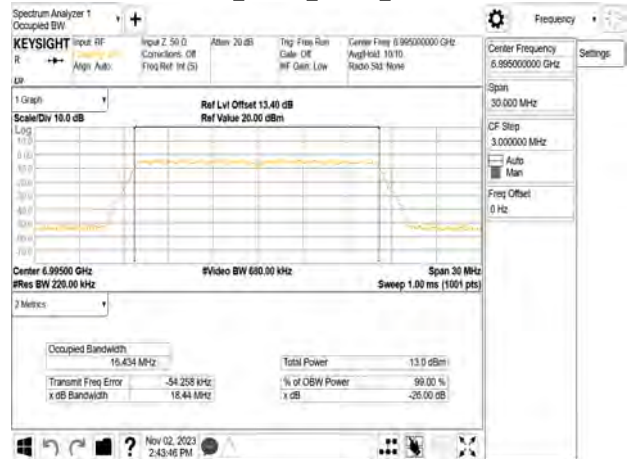 Spectrum Analyzer 1
Occupied BW
+
Frequency
KEYSIGHT Input: RF
R
Align: Auto
Input Z: 50 Ω
Corrections: Off
Freq Ref: Int (S)
Atten: 20 dB
Trig: Free Run
Gate: Off
#IF Gain: Low
Center Freq: 6.995000000 GHz
Avg|Hold: 10/10
Radio Std: None
Center Frequency
6.995000000 GHz
Settings
Span
30.000 MHz
CF Step
3.000000 MHz
Auto
Man
Freq Offset
0 Hz
1 Graph
Scale/Div 10.0 dB
Ref Lvl Offset 13.40 dB
Ref Value 20.00 dBm
Log
Center 6.99500 GHz
#Res BW 220.00 kHz
#Video BW 680.00 kHz
Span 30 MHz
Sweep 1.00 ms (1001 pts)
2 Metrics
Occupied Bandwidth
16.434 MHz
Total Power 13.0 dBm
Transmit Freq Error -54.258 kHz
% of OBW Power 99.00 %
x dB Bandwidth 18.44 MHz
x dB -26.00 dB
?
Nov 02, 2023
2:43:46 PM